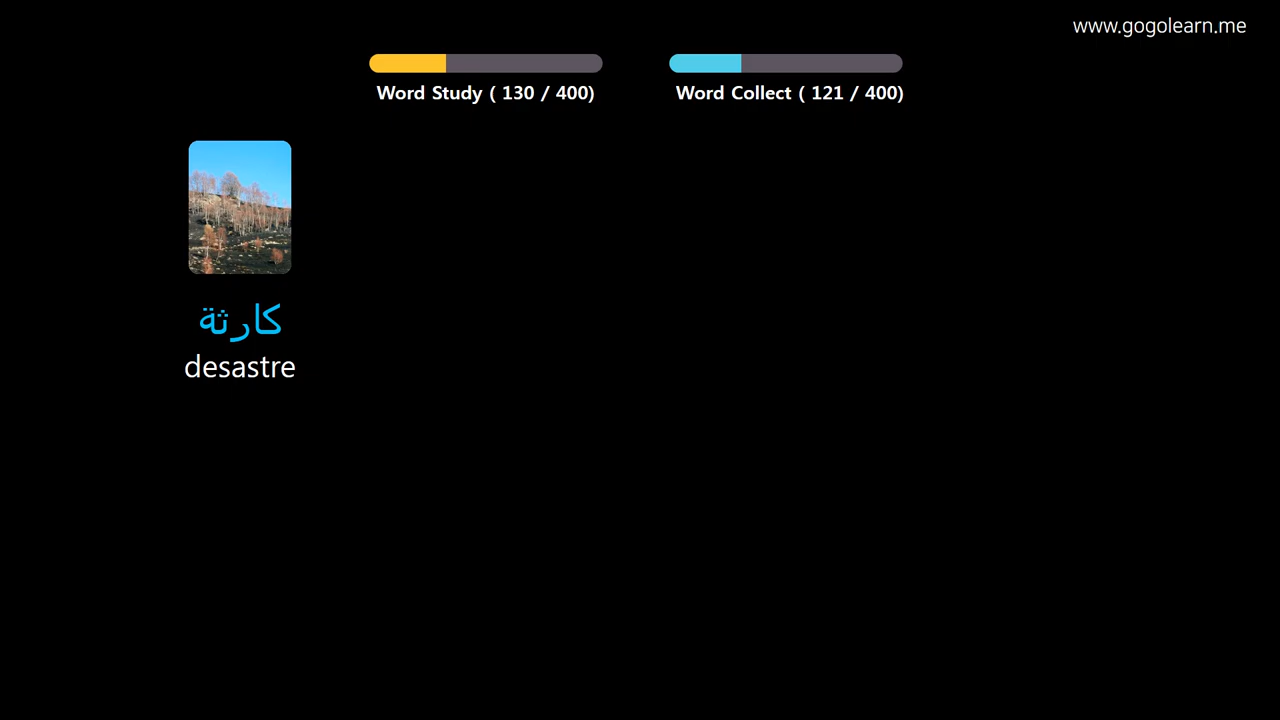 www.gogolearn.me
Word Study ( 130 / 400)
Word Collect ( 121 / 400)
كارثة
desastre